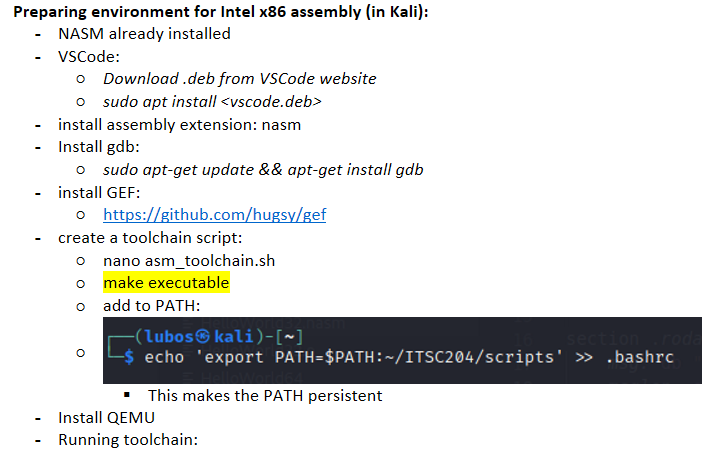 Preparing environment for Intel x86 assembly (in Kali):
- NASM already installed
- VSCode:
o Download .deb from VSCode website
o sudo apt install <vscode.deb>
- install assembly extension: nasm
- Install gdb:
o sudo apt-get update && apt-get install gdb
- install GEF:
o https://github.com/hugsy/gef
- create a toolchain script:
o nano asm_toolchain.sh
o make executable
o add to PATH:
┌──(lubos㉿kali)-[~]
o └─$ echo 'export PATH=$PATH:~/ITSC204/scripts' >> .bashrc
▪ This makes the PATH persistent
- Install QEMU
- Running toolchain: